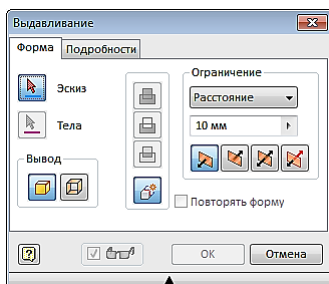 Выдавливание
Форма Подробности
Эскиз
Тела
Вывод
Ограничение
Расстояние
10 мм
Повторять форму
OK Отмена